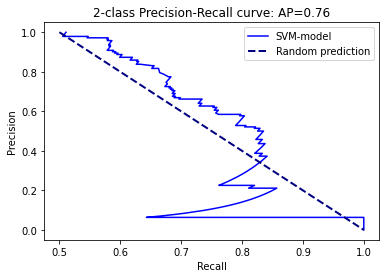 2-class Precision-Recall curve: AP=0.76
SVM-model
Random prediction
Precision
1.0
0.8
0.6
0.4
0.2
0.0
0.5 0.6 0.7 0.8 0.9 1.0
Recall